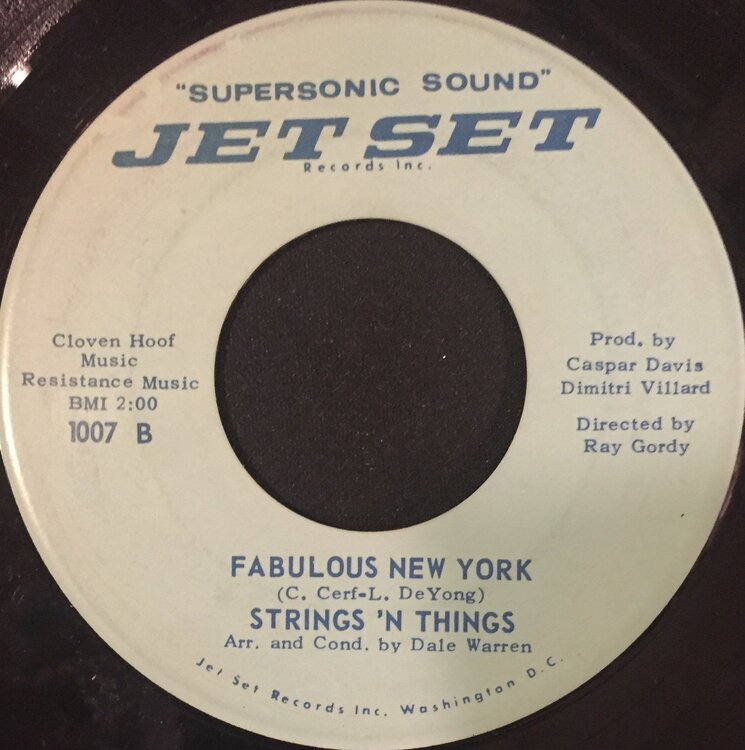 "SUPERSONIC SOUND"
JET SET
Records Inc.
Cloven Hoof
Music
Resistance Music
BMI 2:00
1007 B
Prod. by
Caspar Davis
Dimitri Villard
Directed by
Ray Gordy
FABULOUS NEW YORK
(C. Cerf-L. DeYong)
STRINGS 'N THINGS
Arr. and Cond. by Dale Warren
Jet Set Records Inc. Washington D.C.